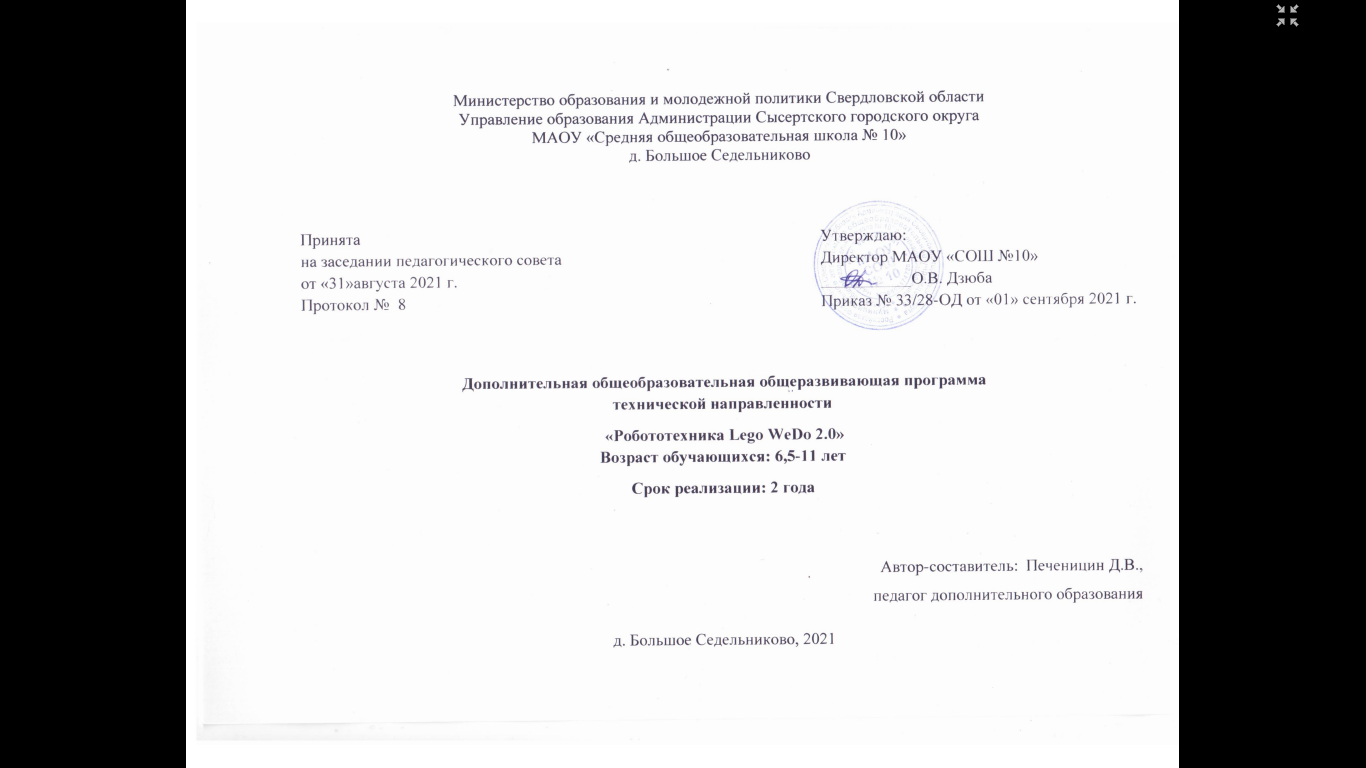 Министерство образования и молодежной политики Свердловской области
Управление образования Администрации Сысертского городского округа
МАОУ «Средняя общеобразовательная школа № 10»
д. Большое Седельниково
Принята
на заседании педагогического совета
от «31»августа 2021 г.
Протокол № 8
Утверждаю:
Директор МАОУ «СОШ №10»
____________О.В. Дзюба
Приказ № 33/28-ОД от «01» сентября 2021 г.
Дополнительная общеобразовательная общеразвивающая программа
технической направленности
«Робототехника Lego WeDo 2.0»
Возраст обучающихся: 6,5-11 лет
Срок реализации: 2 года
Автор-составитель: Печеницин Д.В.,
педагог дополнительного образования
д. Большое Седельниково, 2021